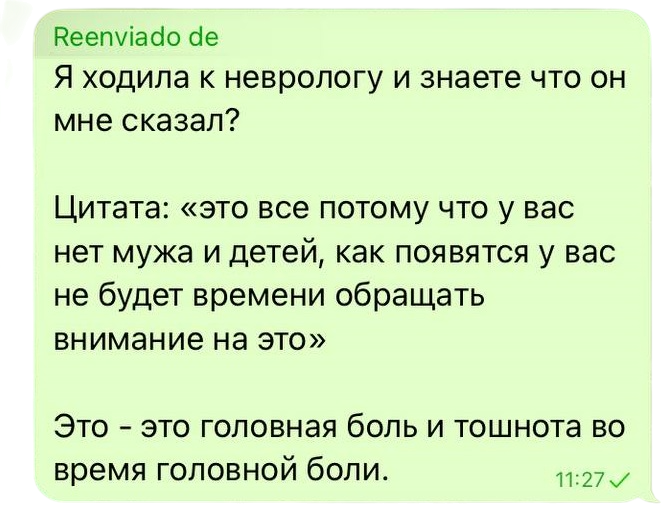 Reenviado de
Я ходила к неврологу и знаете что он
мне сказал?
Цитата: «это все потому что у вас
нет мужа и детей, как появятся у вас
не будет времени обращать
внимание на это»
Это - это головная боль и тошнота во
время головной боли.
11:27